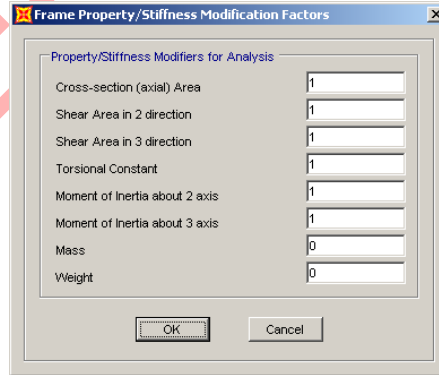 Frame Property/Stiffness Modification Factors
Property/Stiffness Modifiers for Analysis
Cross-section (axial) Area 1
Shear Area in 2 direction 1
Shear Area in 3 direction 1
Torsional Constant 1
Moment of Inertia about 2 axis 1
Moment of Inertia about 3 axis 1
Mass 0
Weight 0
OK Cancel